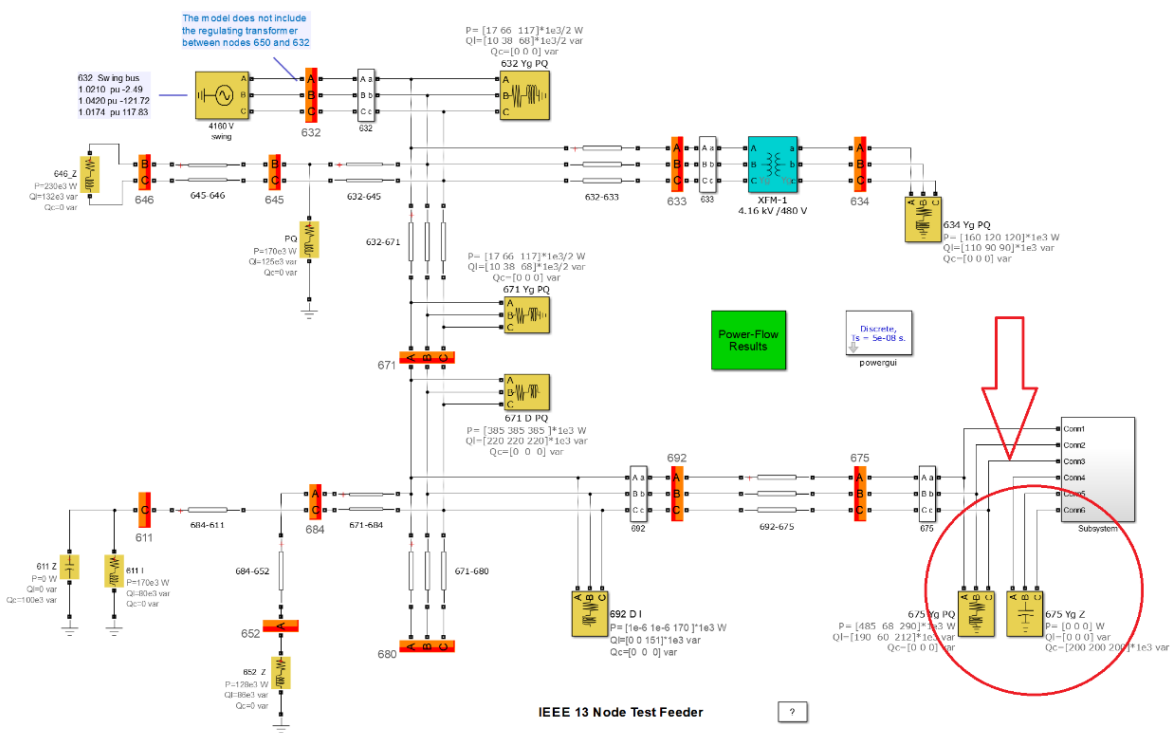 The model does not include
the regulating transformer
between nodes 650 and 632
P= [17 66 117]*1e3/2 W
Ql=[10 38 68]*1e3/2 var
Qc=[0 0 0] var
632 Yg PQ
632 Swing bus
1.0210 pu -2.49
1.0420 pu -121.72
1.0174 pu 117.83
A
B
C
4160 V
swing
A
B
C
632
A a
B b
C c
632
A
B
C
646_Z
P=230e3 W
Ql=132e3 var
Qc=0 var
B
C
646
645-646
B
C
645
632-645
PQ
P=170e3 W
Ql=125e3 var
Qc=0 var
632-633
A
B
C
633
A a
B b
C c
633
A
B
C
a
b
c
XFM-1
4.16 kV /480 V
A
B
C
634
A B C
634 Yg PQ
P= [160 120 120]*1e3 W
Ql=[110 90 90]*1e3 var
Qc=[0 0 0] var
632-671
P= [17 66 117]*1e3/2 W
Ql=[10 38 68]*1e3/2 var
Qc=[0 0 0] var
671 Yg PQ
A
B
C
671
A B C
A
B
C
671 D PQ
P= [385 385 385 ]*1e3 W
Ql=[220 220 220]*1e3 var
Qc=[0 0 0] var
Power-Flow
Results
Discrete,
Ts = 5e-08 s.
powergui
Conn1
Conn2
Conn3
Conn4
Conn5
Conn6
Subsystem
C
611
684-611
A
C
684
671-684
611 Z
P=0 W
Ql=0 var
Qc=100e3 var
611 I
P=170e3 W
Ql=80e3 var
Qc=0 var
684-652
A
652
652 Z
P=128e3 W
Ql=86e3 var
Qc=0 var
671-680
A B C
680
A a
B b
C c
692
A
B
C
692
692-675
A
B
C
675
A a
B b
C c
675
A B C
692 D I
P= [1e-6 1e-6 170 ]*1e3 W
Ql=[0 0 151]*1e3 var
Qc=[0 0 0] var
A B C
675 Yg PQ
P= [485 68 290]*1e3 W
Ql=[190 60 212]*1e3 var
Qc=[0 0 0] var
A B C
675 Yg Z
P= [0 0 0] W
Ql=[0 0 0] var
Qc=[200 200 200]*1e3 var
IEEE 13 Node Test Feeder
?